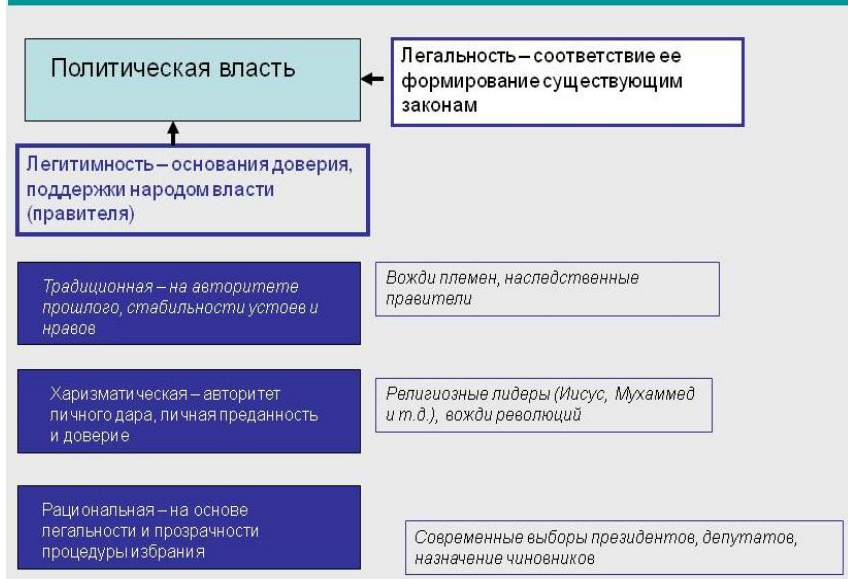 Политическая власть
Легальность – соответствие ее
формирование существующим
законам
Легитимность – основания доверия,
поддержки народом власти
(правителя)
Традиционная – на авторитете
прошлого, стабильности устоев и
нравов
Вожди племен, наследственные
правители
Харизматическая – авторитет
личного дара, личная преданность
и доверие
Религиозные лидеры (Иисус, Мухаммед
и т.д.), вожди революций
Рациональная – на основе
легальности и прозрачности
процедуры избрания
Современные выборы президентов, депутатов,
назначение чиновников